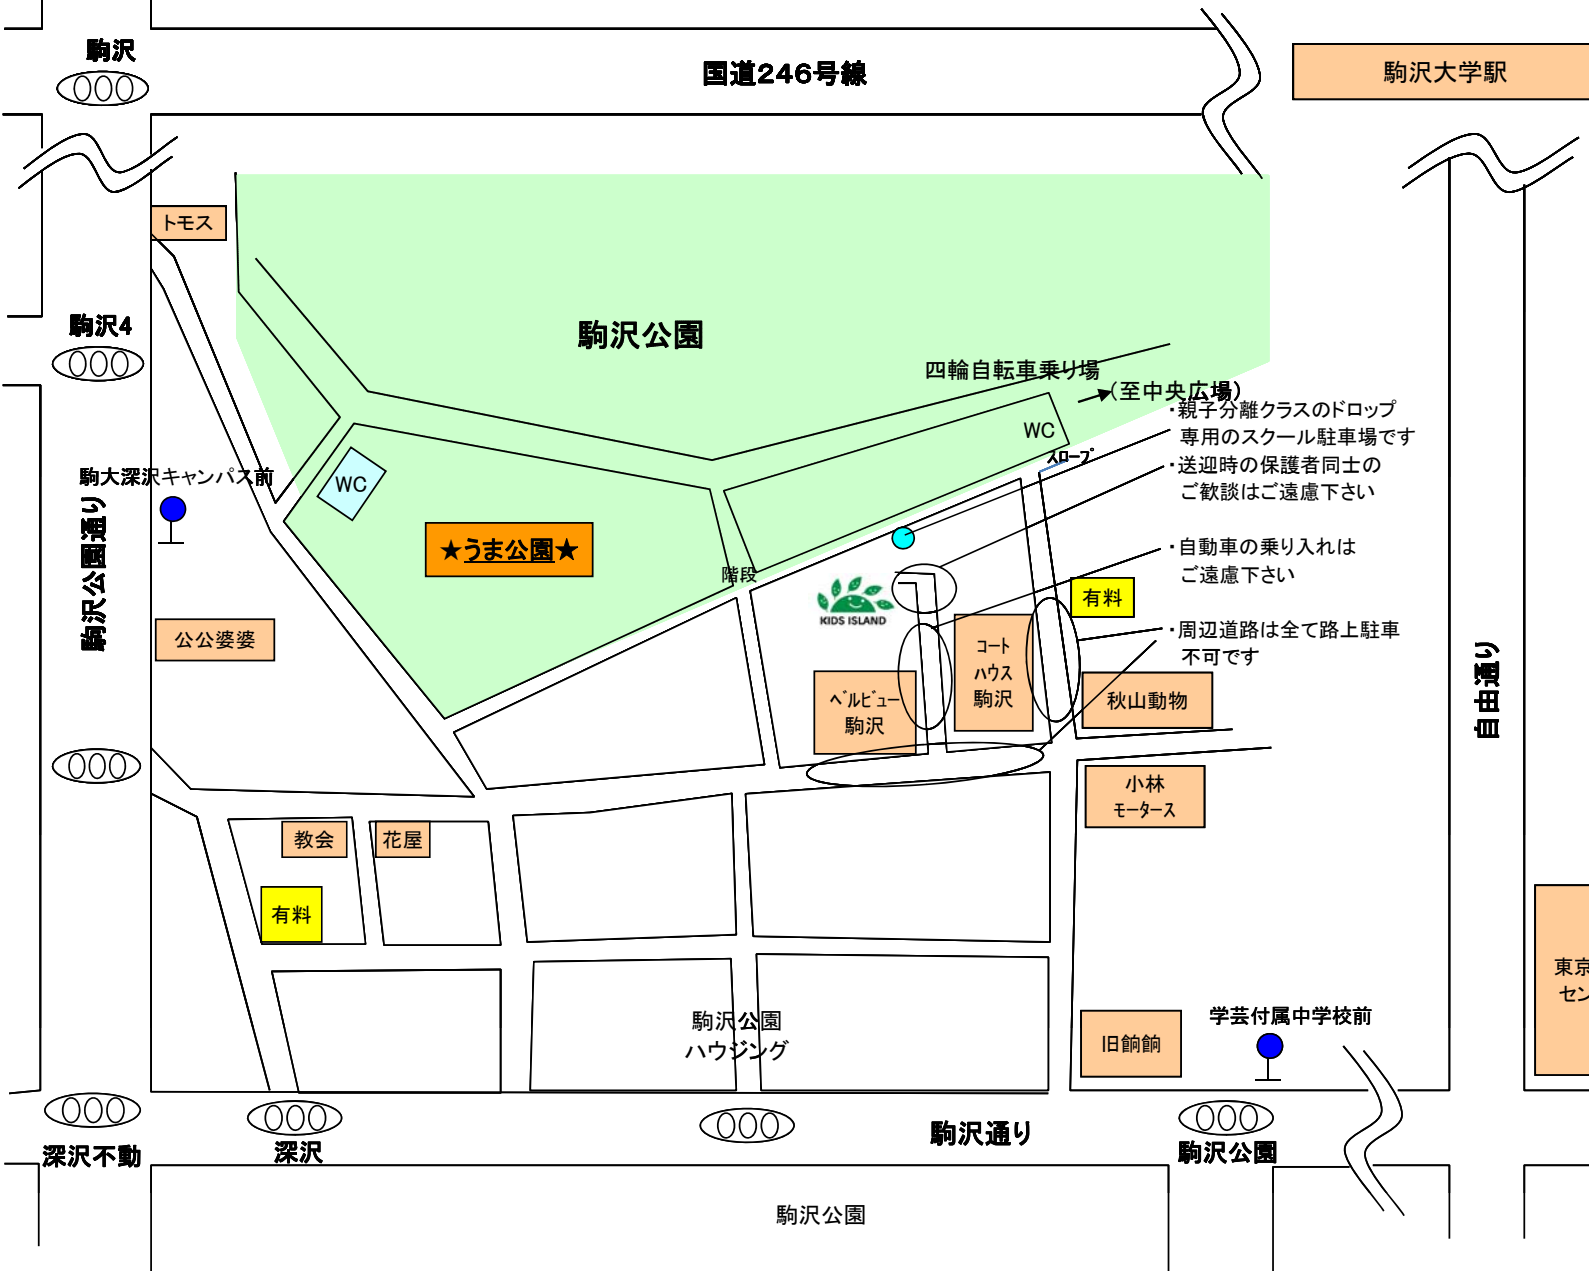 駒沢
国道246号線
駒沢大学駅
トモス
駒沢4
駒沢公園
四輪自転車乗り場
(至中央広場)
・親子分離クラスのドロップ
専用のスクール駐車場です
WC
スロープ
・送迎時の保護者同士の
ご歓談はご遠慮下さい
駒大深沢キャンパス前
WC
駒沢公園通り
★うま公園★
・自動車の乗り入れは
ご遠慮下さい
階段
KIDS ISLAND
有料
公公婆婆
コート
ハウス
駒沢
・周辺道路は全て路上駐車
不可です
自由通り
ベルビュー
駒沢
秋山動物
小林
モータース
教会
花屋
有料
東京
セン
駒沢公園
ハウジング
旧餉餉
学芸付属中学校前
深沢不動
深沢
駒沢通り
駒沢公園
駒沢公園